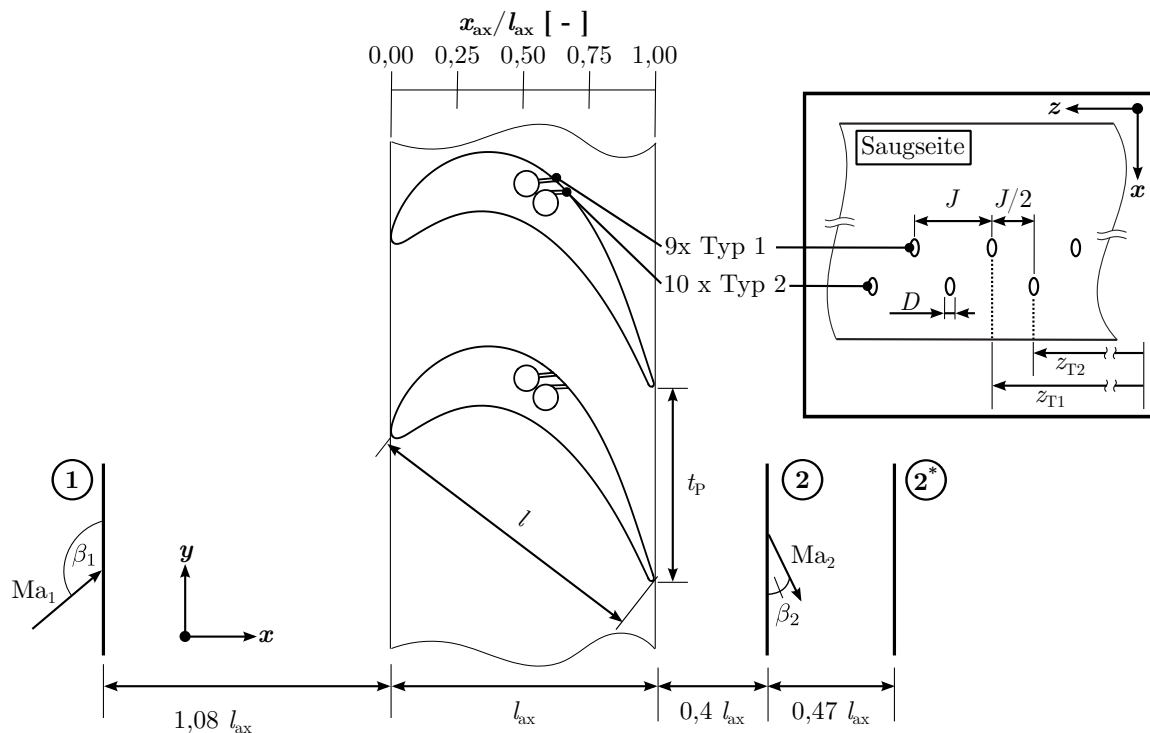 x_ax/l_ax [ - ]
0,00 0,25 0,50 0,75 1,00
z
Saugseite
x
J J/2
9x Typ 1
10 x Typ 2
D
z_T2
z_T1
1 2 2*
t_P
l
β_1
y
Ma_1
Ma_2
β_2
x
1,08 l_ax l_ax 0,4 l_ax 0,47 l_ax